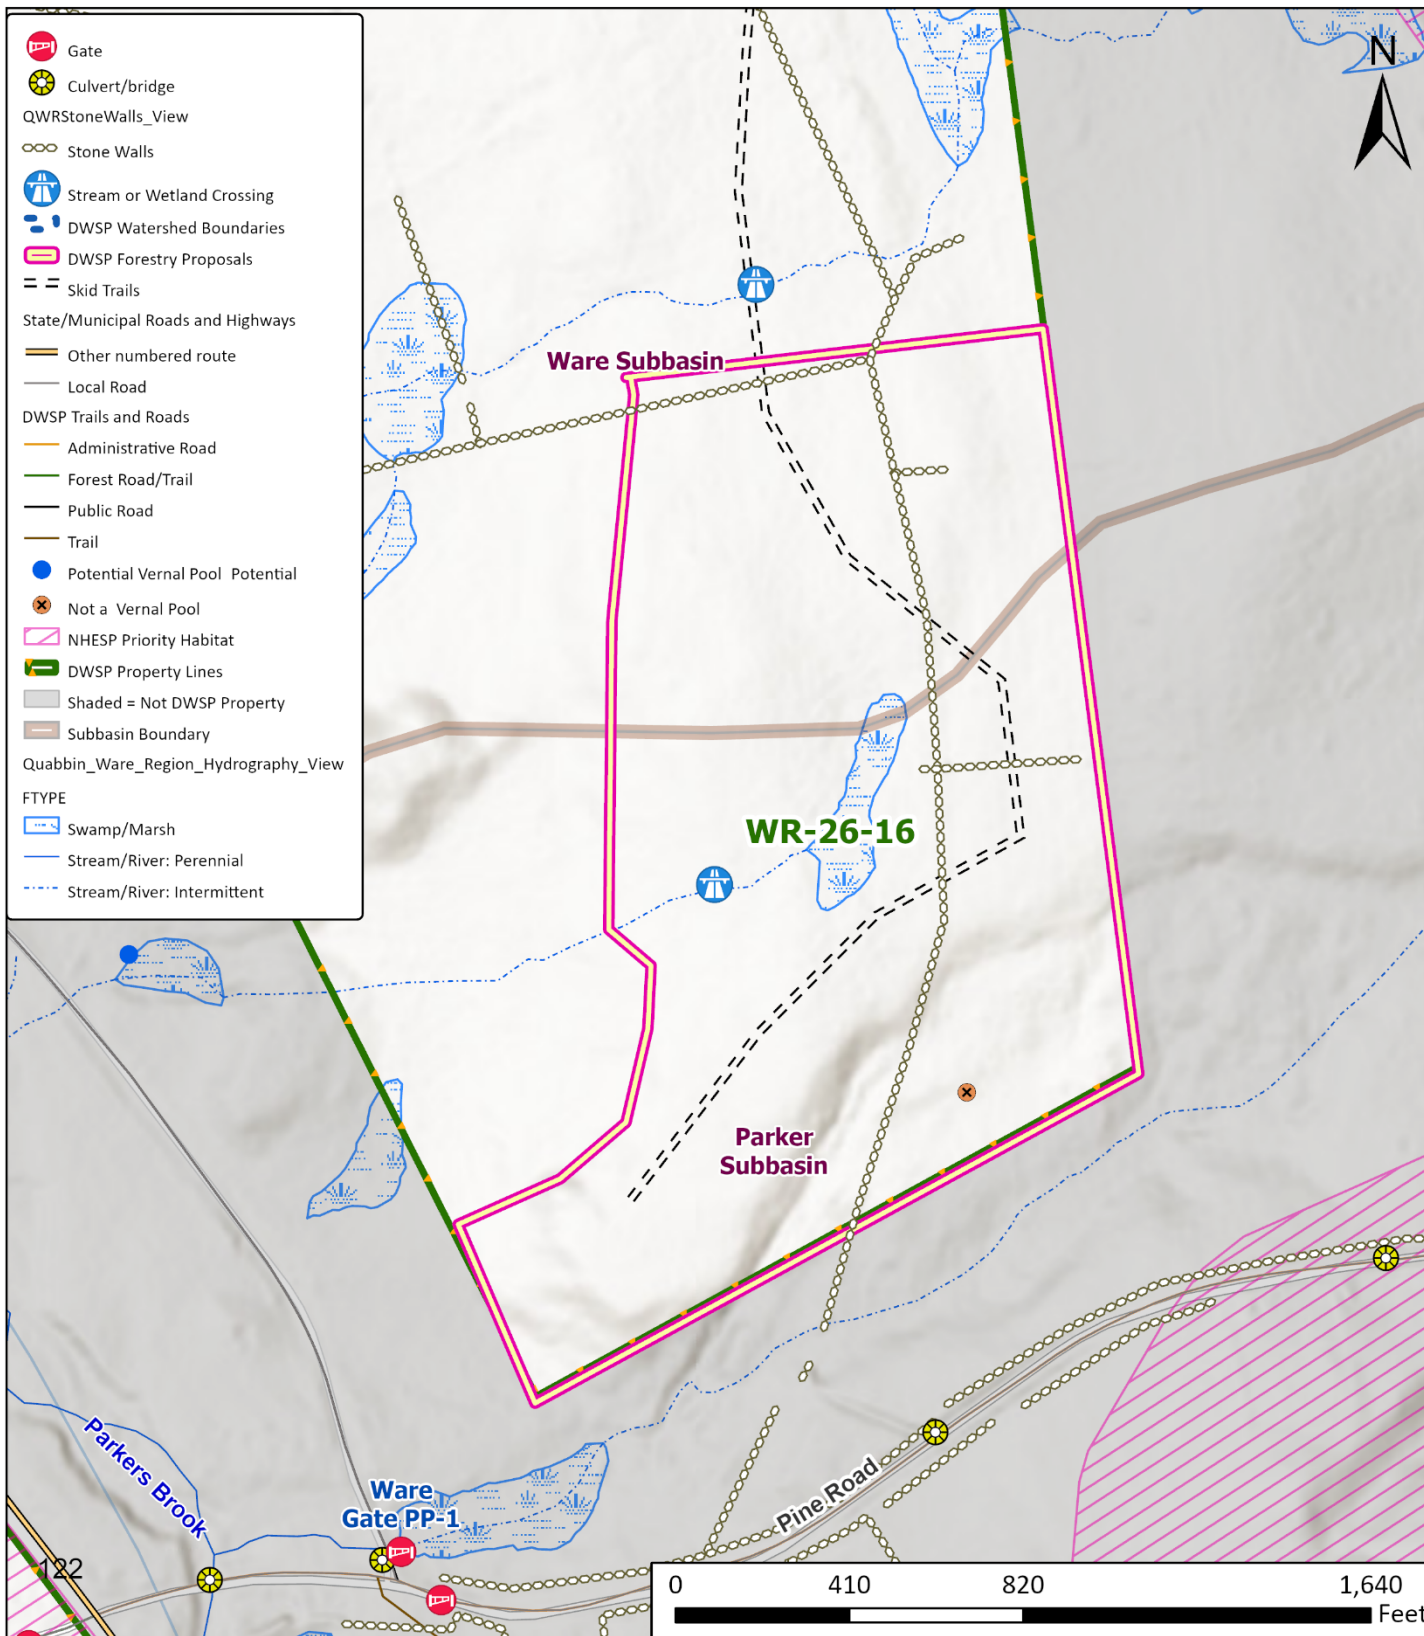 Gate
Culvert/bridge
QWRStoneWalls_View
Stone Walls
Stream or Wetland Crossing
DWSP Watershed Boundaries
DWSP Forestry Proposals
Skid Trails
State/Municipal Roads and Highways
Other numbered route
Local Road
DWSP Trails and Roads
Administrative Road
Forest Road/Trail
Public Road
Trail
Potential Vernal Pool  Potential
Not a  Vernal Pool
NHESP Priority Habitat
DWSP Property Lines
Shaded = Not DWSP Property
Subbasin Boundary
Quabbin_Ware_Region_Hydrography_View
FTYPE
Swamp/Marsh
Stream/River: Perennial
Stream/River: Intermittent
N
Ware Subbasin
WR-26-16
Parker
Subbasin
Parkers Brook
Ware
Gate PP-1
Pine Road
122
0 410 820 1,640
Feet